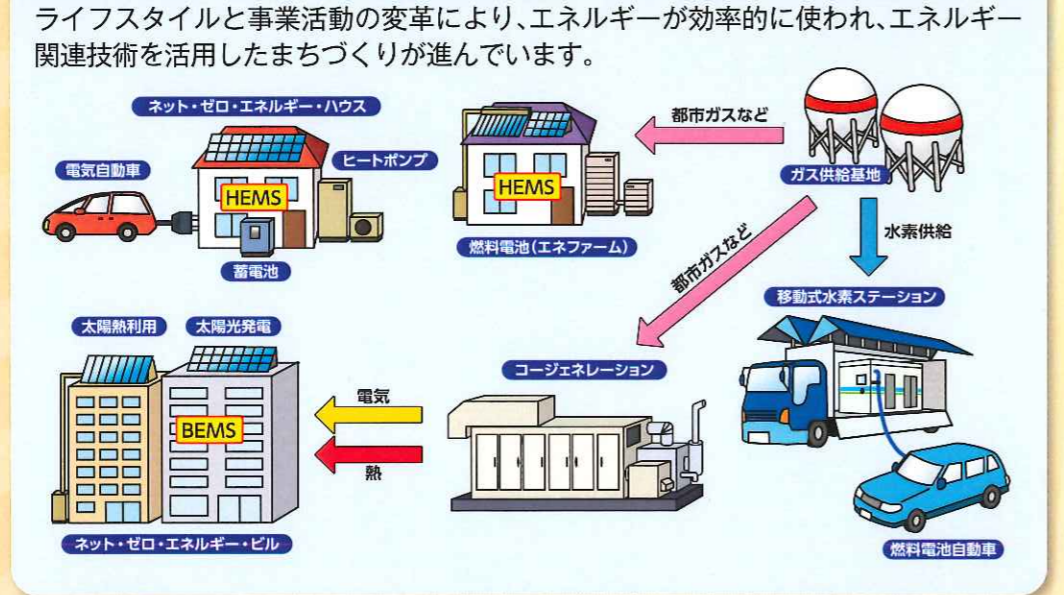 ライフスタイルと事業活動の変革により、エネルギーが効率的に使われ、エネルギー
関連技術を活用したまちづくりが進んでいます。
ネット・ゼロ・エネルギー・ハウス
電気自動車
HEMS
ヒートポンプ
蓄電池
HEMS
燃料電池(エネファーム)
都市ガスなど
ガス供給基地
都市ガスなど
水素供給
移動式水素ステーション
太陽熱利用
太陽光発電
BEMS
ネット・ゼロ・エネルギー・ビル
電気
熱
コージェネレーション
燃料電池自動車